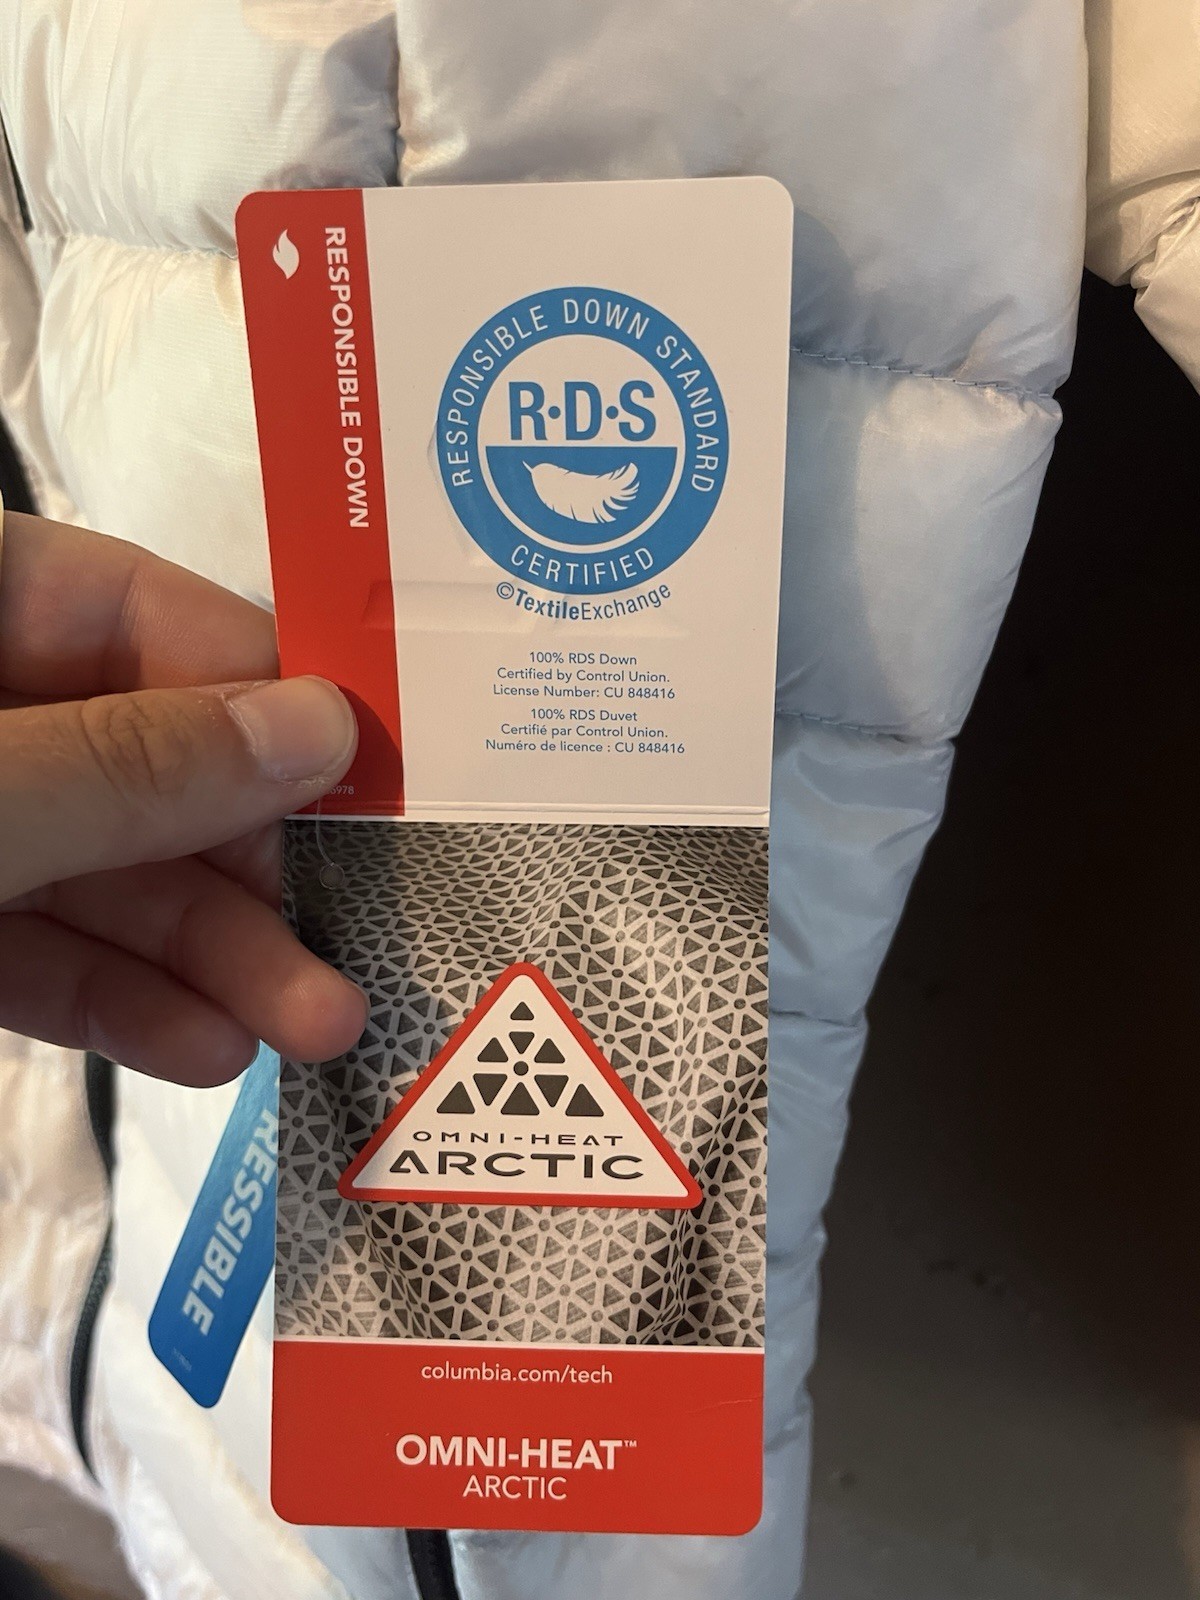 RESPONSIBLE DOWN
RESPONSIBLE DOWN STANDARD
R·D·S
CERTIFIED
©TextileExchange
100% RDS Down
Certified by Control Union.
License Number: CU 848416
100% RDS Duvet
Certifié par Control Union.
Numéro de licence : CU 848416
OMNI-HEAT
ARCTIC
RESSIBLE
columbia.com/tech
OMNI-HEAT™
ARCTIC